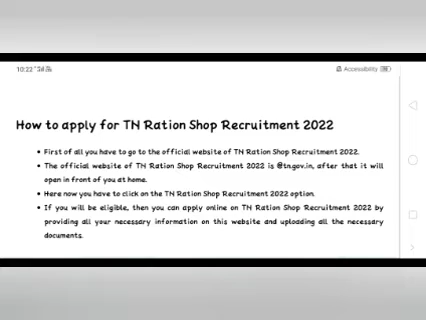 10:22
Accessibility
How to apply for TN Ration Shop Recruitment 2022
First of all you have to go to the official website of TN Ration Shop Recruitment 2022.
The official website of TN Ration Shop Recruitment 2022 is @tn.gov.in, after that it will
open in front of you at home.
Here now you have to click on the TN Ration Shop Recruitment 2022 option.
If you will be eligible, then you can apply online on TN Ration Shop Recruitment 2022 by
providing all your necessary information on this website and uploading all the necessary
documents.